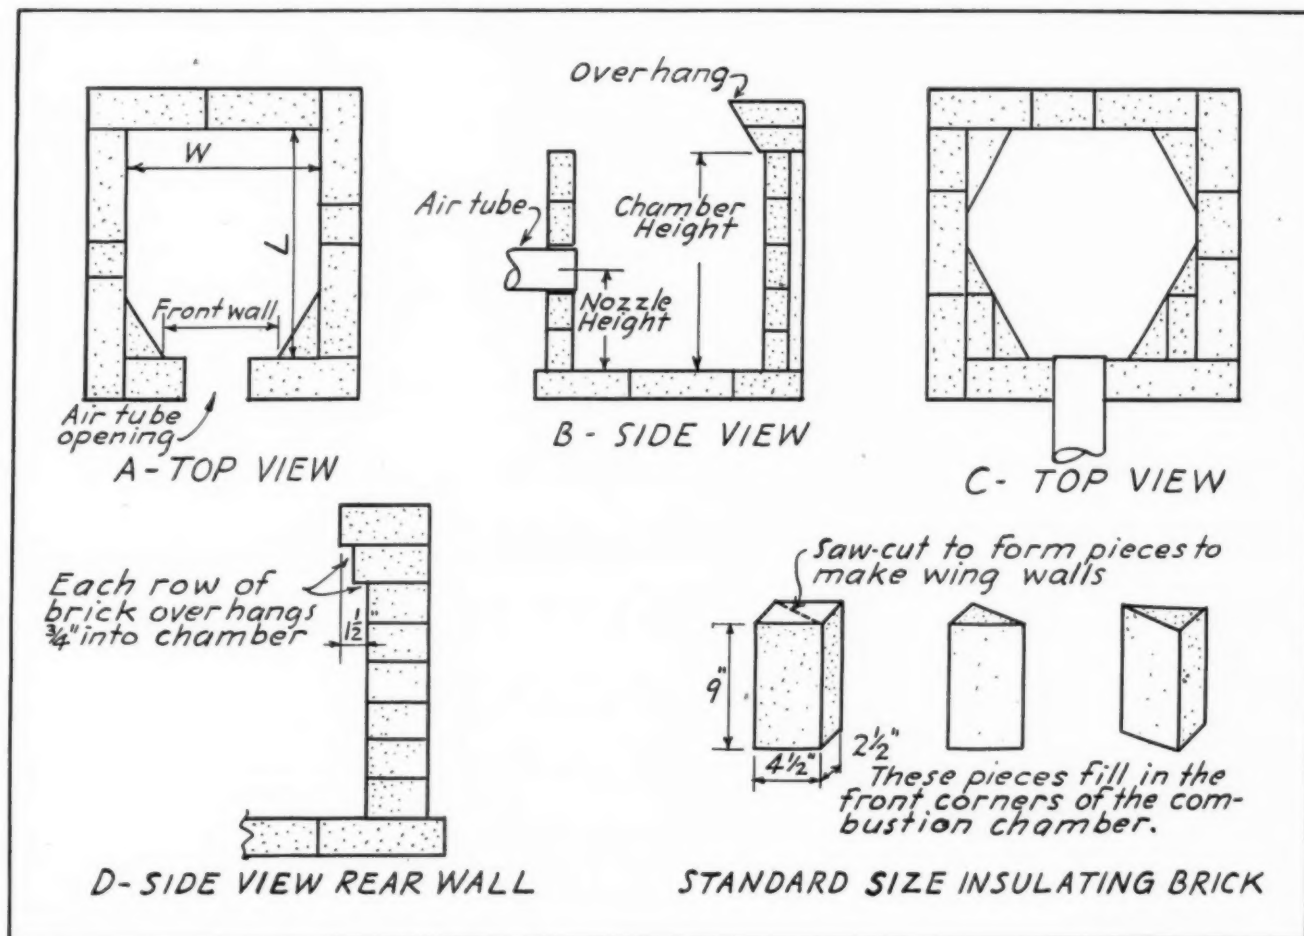 W
L
Front wall
Air tube
opening
A - TOP VIEW
Overhang
Air tube
Chamber
Height
Nozzle
Height
B - SIDE VIEW
C - TOP VIEW
Each row of
brick overhangs
3/4" into chamber
1 1/2"
D - SIDE VIEW REAR WALL
Saw-cut to form pieces to
make wing walls
9"
4 1/2"
2 1/2"
These pieces fill in the
front corners of the com-
bustion chamber.
STANDARD SIZE INSULATING BRICK